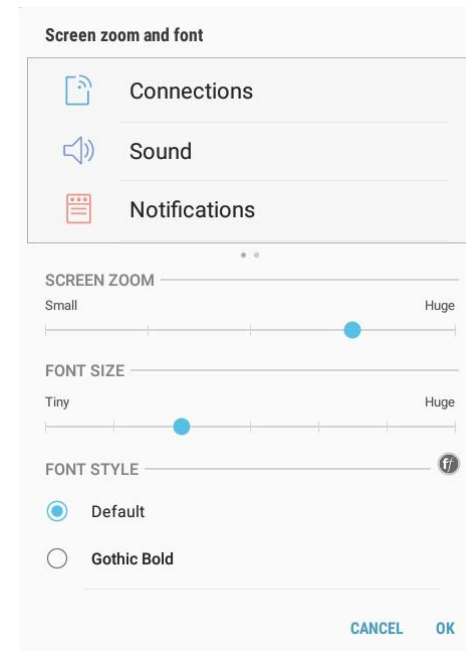 Screen zoom and font
Connections
Sound
Notifications
SCREEN ZOOM
Small Huge
FONT SIZE
Tiny Huge
FONT STYLE
Default
Gothic Bold
CANCEL OK